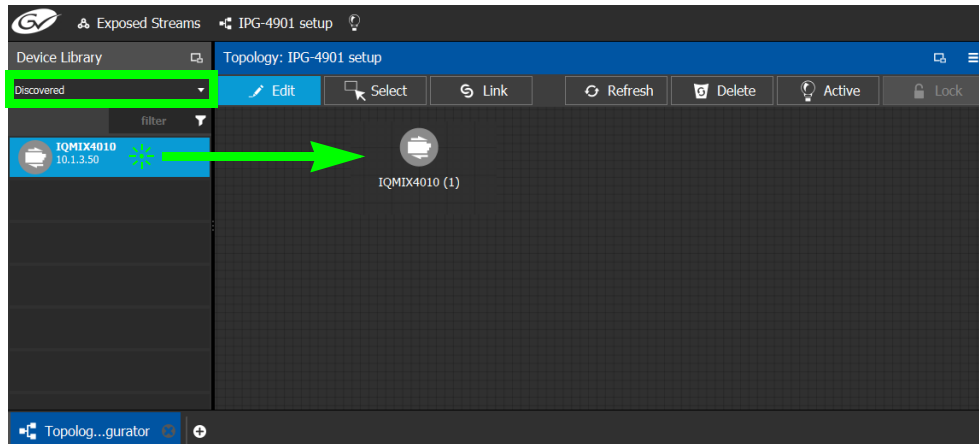 GV Exposed Streams IPG-4901 setup
Device Library
Topology: IPG-4901 setup
Discovered
Edit Select Link Refresh Delete Active Lock
filter
IQMIX4010
10.1.3.50
IQMIX4010 (1)
Topolog...gurator